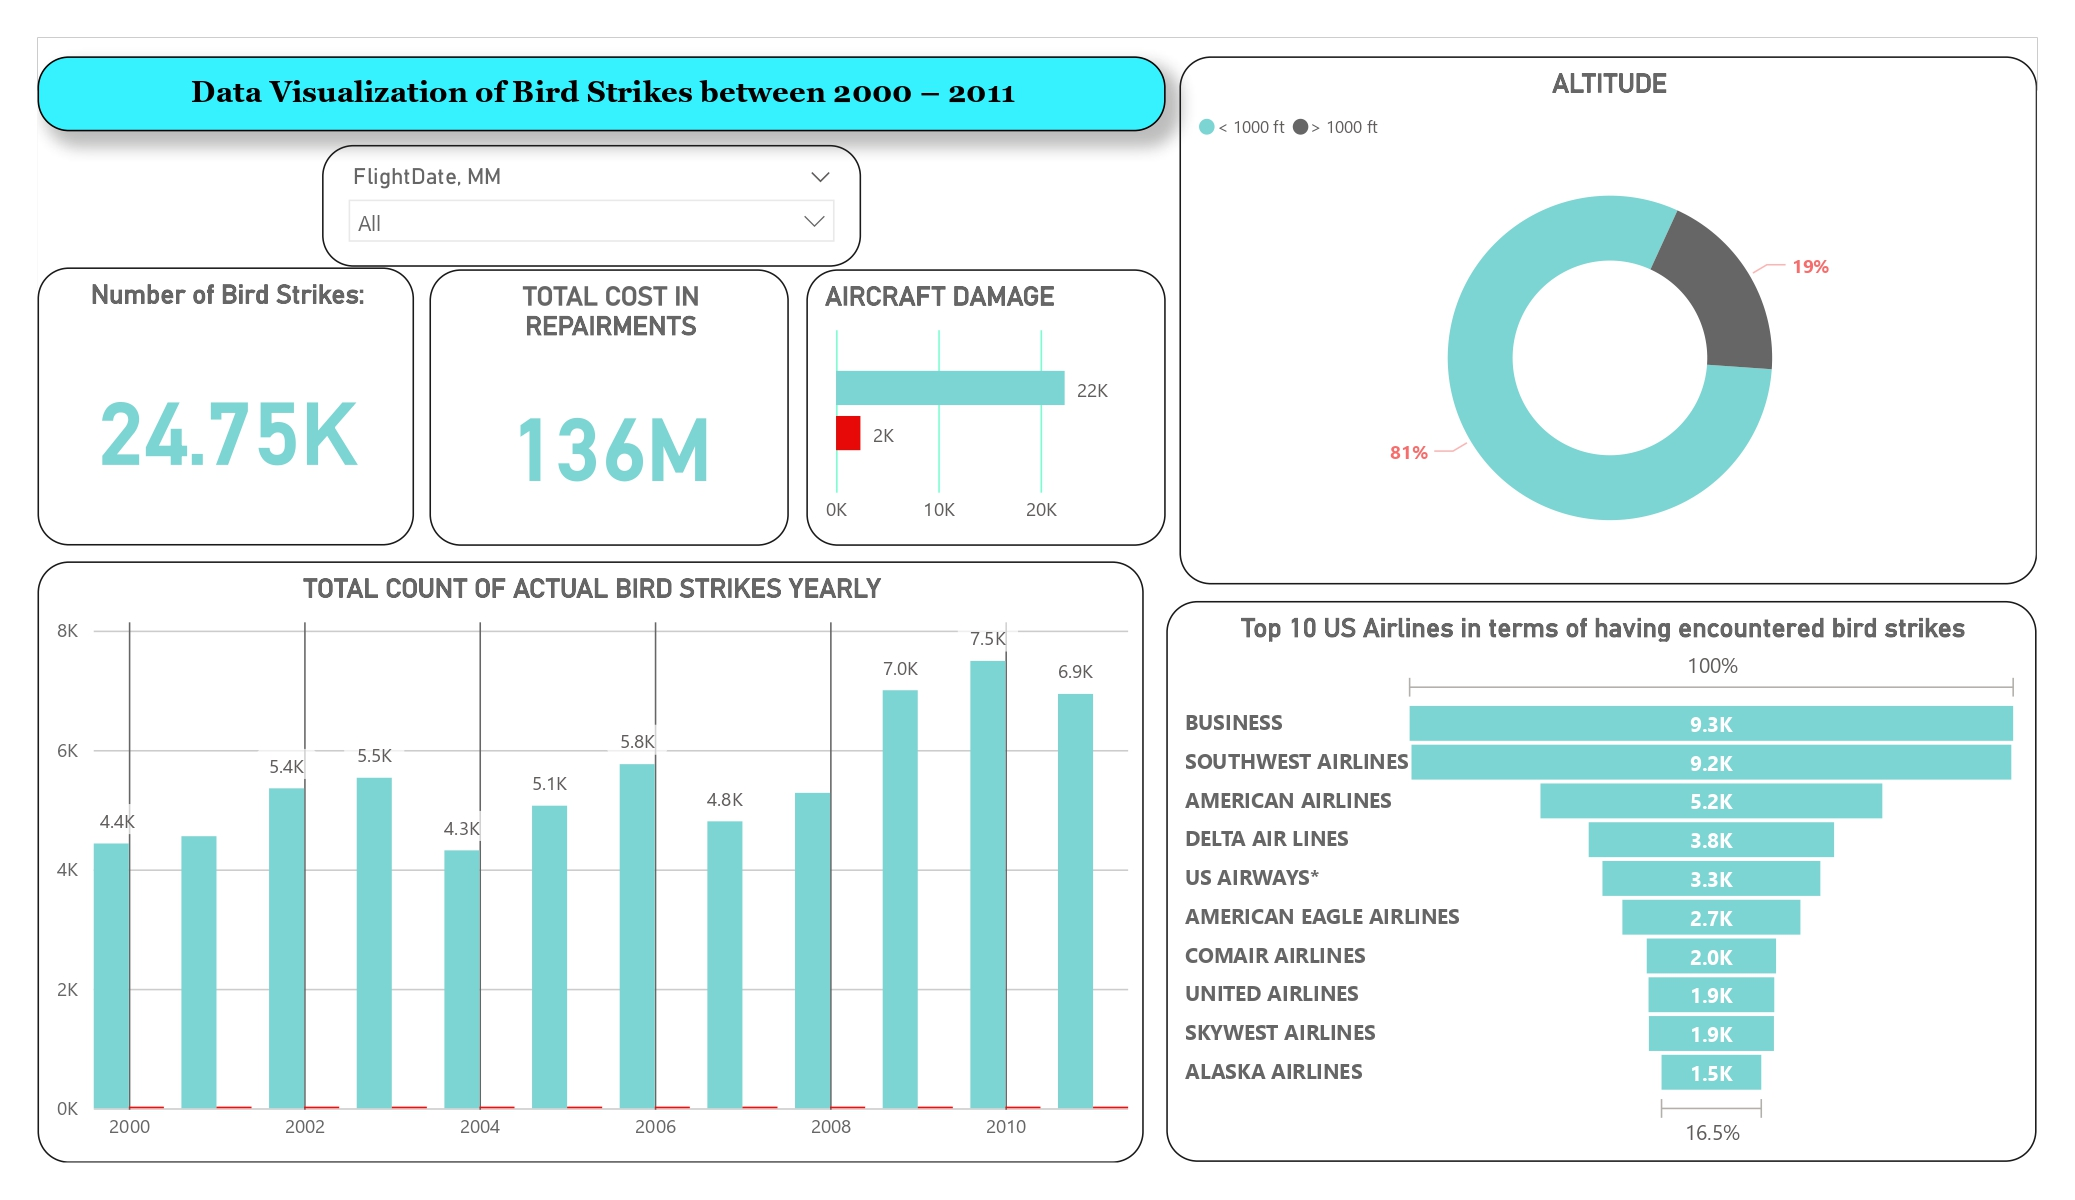 Data Visualization of Bird Strikes between 2000 – 2011
FlightDate, MM
All
Number of Bird Strikes:
24.75K
TOTAL COST IN
REPAIRMENTS
136M
AIRCRAFT DAMAGE
22K
2K
0K 10K 20K
ALTITUDE
< 1000 ft > 1000 ft
19%
81%
TOTAL COUNT OF ACTUAL BIRD STRIKES YEARLY
8K
6K
4K
2K
0K
4.4K
5.4K
5.5K
4.3K
5.1K
5.8K
4.8K
7.0K
7.5K
6.9K
2000 2002 2004 2006 2008 2010
Top 10 US Airlines in terms of having encountered bird strikes
100%
BUSINESS 9.3K
SOUTHWEST AIRLINES 9.2K
AMERICAN AIRLINES 5.2K
DELTA AIR LINES 3.8K
US AIRWAYS* 3.3K
AMERICAN EAGLE AIRLINES 2.7K
COMAIR AIRLINES 2.0K
UNITED AIRLINES 1.9K
SKYWEST AIRLINES 1.9K
ALASKA AIRLINES 1.5K
16.5%